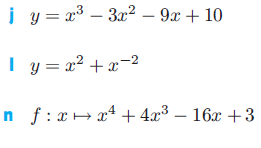 j y = x³ − 3x² − 9x + 10
l y = x² + x⁻²
n f : x ↦ x⁴ + 4x³ − 16x + 3